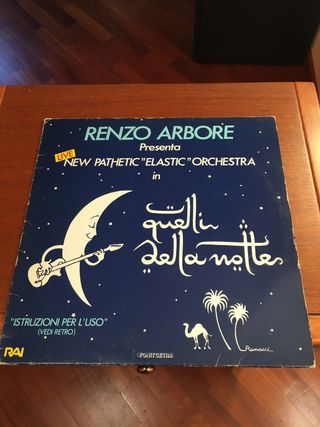 RENZO ARBORE
Presenta
LIVE
NEW PATHETIC "ELASTIC" ORCHESTRA
in
quelli
della notte
"ISTRUZIONI PER L'USO"
(VEDI RETRO)
RAI
FONIT CETRA